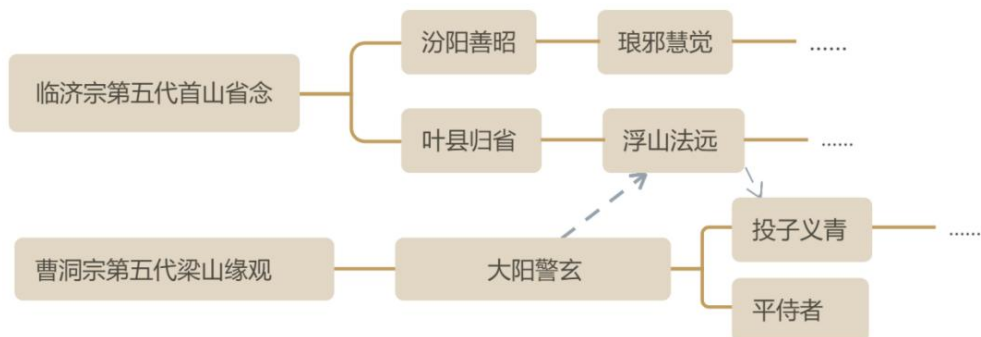 汾阳善昭
琅邪慧觉
......
临济宗第五代首山省念
叶县归省
浮山法远
......
投子义青
......
曹洞宗第五代梁山缘观
大阳警玄
平侍者